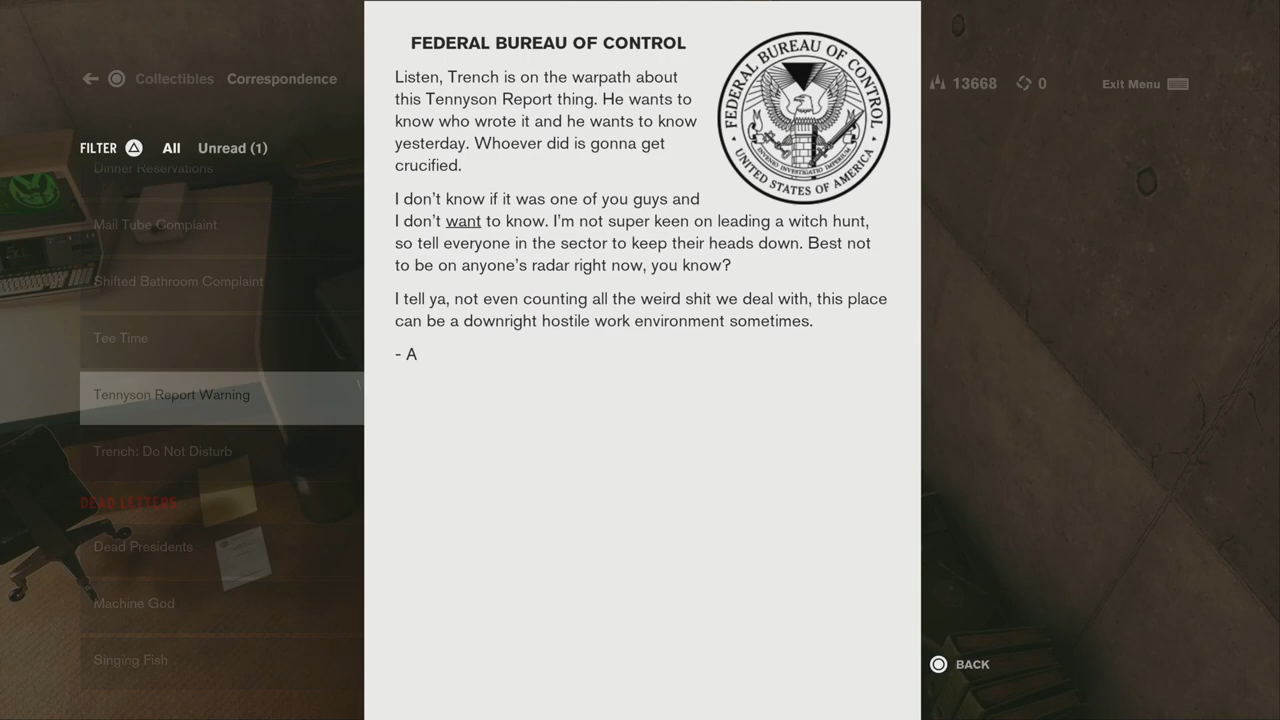 Collectibles Correspondence
13668 0 Exit Menu
FILTER All Unread (1)
Dinner Reservations
Mail Tube Complaint
Shifted Bathroom Complaint
Tee Time
Tennyson Report Warning
Trench: Do Not Disturb
DEAD LETTERS
Dead Presidents
Machine God
Singing Fish
FEDERAL BUREAU OF CONTROL
Listen, Trench is on the warpath about
this Tennyson Report thing. He wants to
know who wrote it and he wants to know
yesterday. Whoever did is gonna get
crucified.
I don’t know if it was one of you guys and
I don’t want to know. I’m not super keen on leading a witch hunt,
so tell everyone in the sector to keep their heads down. Best not
to be on anyone’s radar right now, you know?
I tell ya, not even counting all the weird shit we deal with, this place
can be a downright hostile work environment sometimes.
- A
FEDERAL BUREAU OF CONTROL
UNITED STATES OF AMERICA
BACK